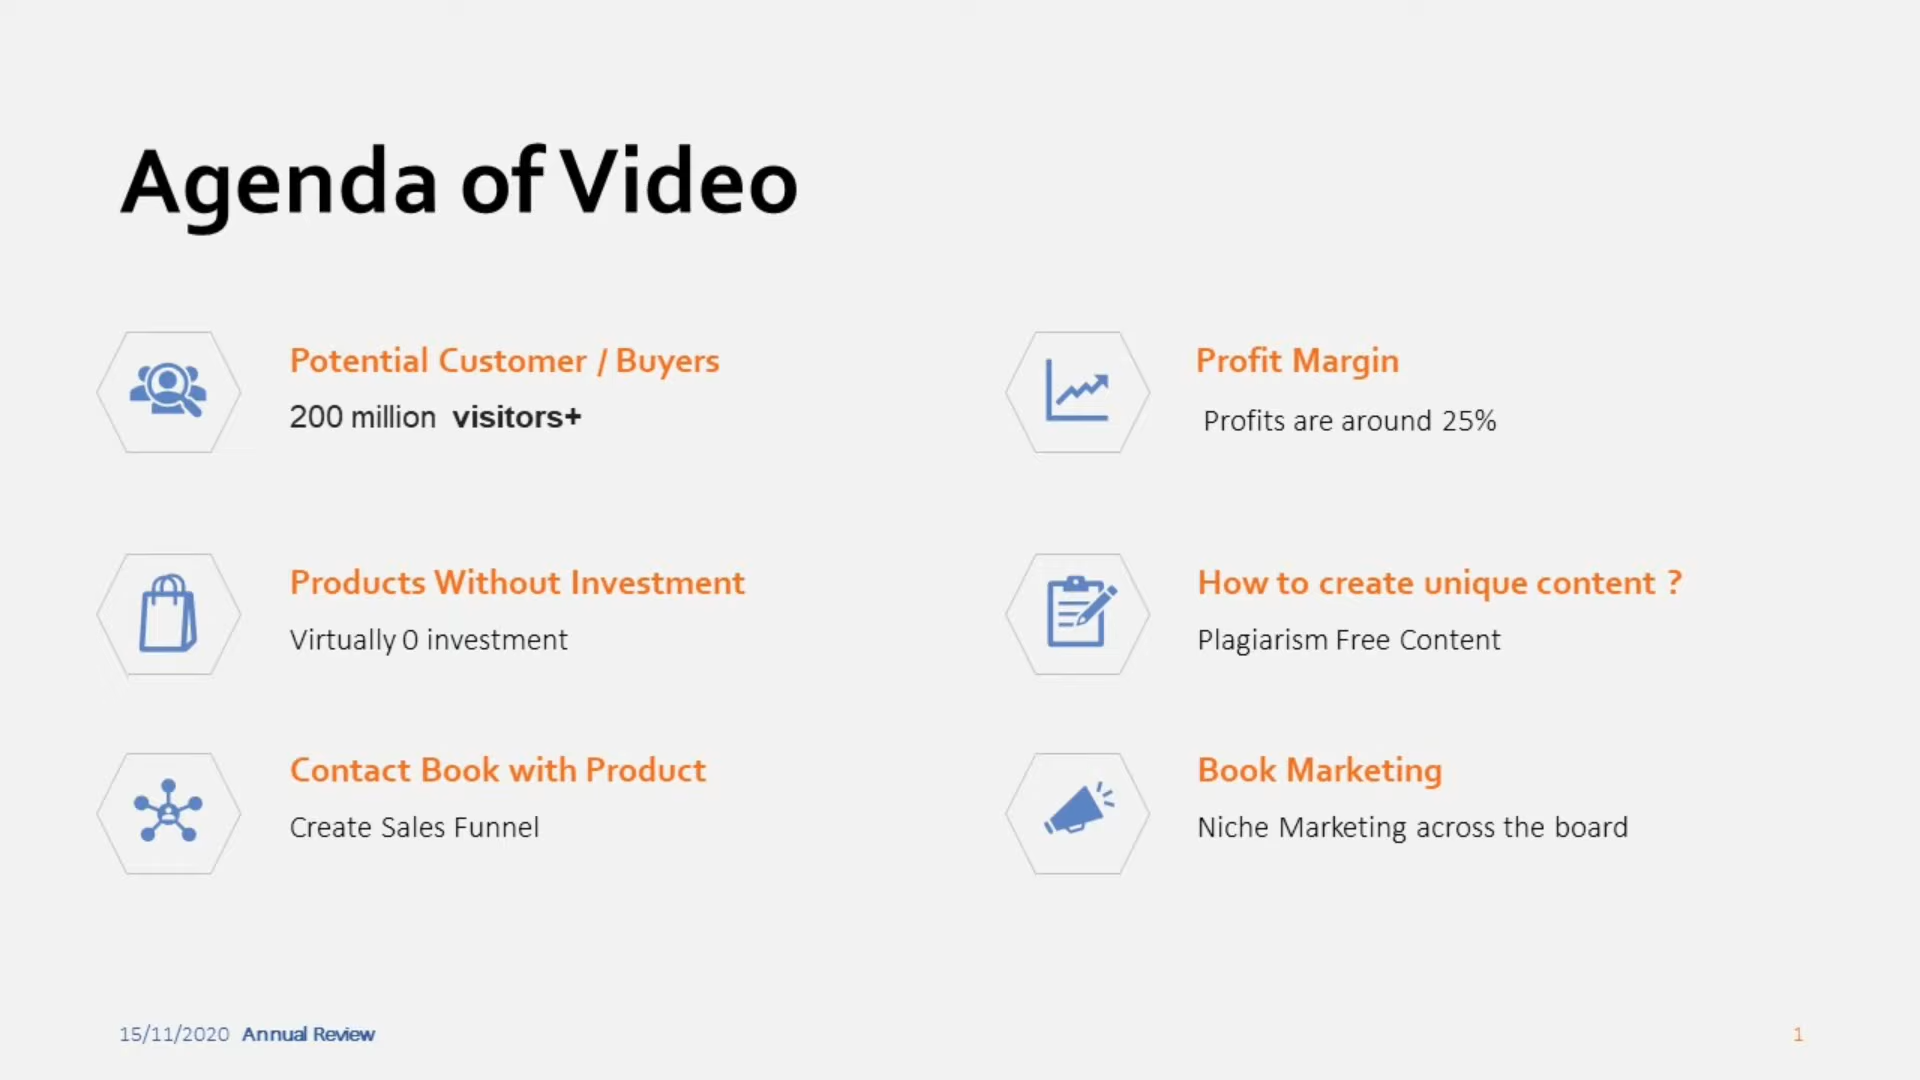 Agenda of Video
Potential Customer / Buyers
200 million visitors+
Profit Margin
Profits are around 25%
Products Without Investment
Virtually 0 investment
How to create unique content ?
Plagiarism Free Content
Contact Book with Product
Create Sales Funnel
Book Marketing
Niche Marketing across the board
15/11/2020 Annual Review
1